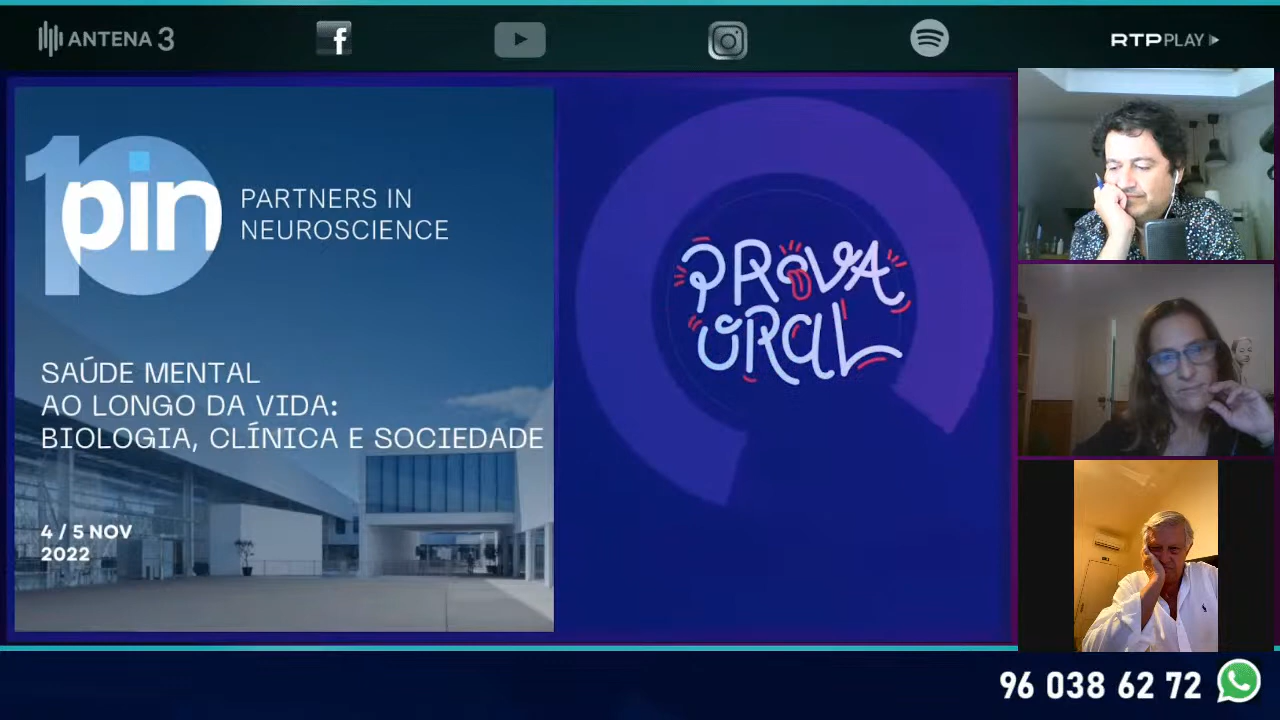 ANTENA 3
f
RTP PLAY
10
pin
PARTNERS IN
NEUROSCIENCE
SAÚDE MENTAL
AO LONGO DA VIDA:
BIOLOGIA, CLÍNICA E SOCIEDADE
4 / 5 NOV
2022
PROVA
ORAL
96 038 62 72